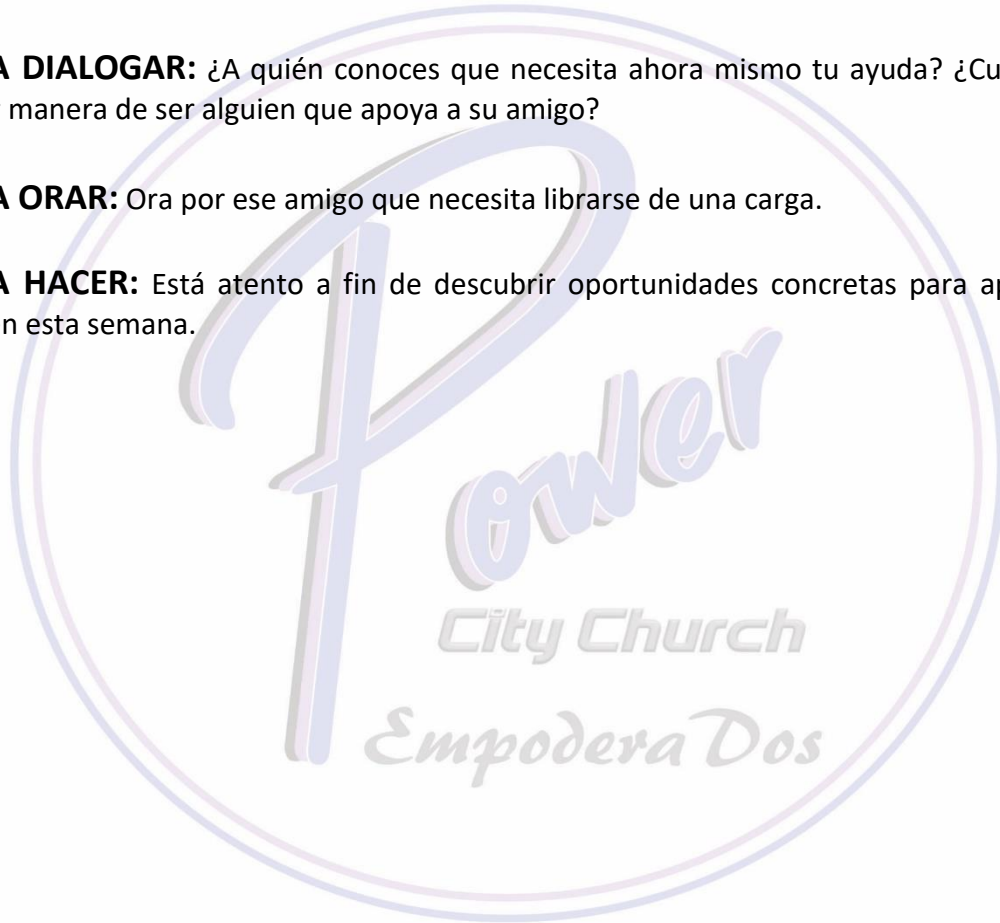 A DIALOGAR: ¿A quién conoces que necesita ahora mismo tu ayuda? ¿Cu
manera de ser alguien que apoya a su amigo?
A ORAR: Ora por ese amigo que necesita librarse de una carga.
A HACER: Está atento a fin de descubrir oportunidades concretas para ap
n esta semana.
Power
City Church
EmpoderaDos